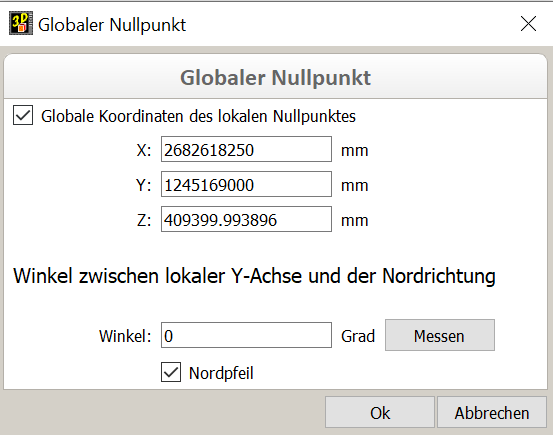 3D Globaler Nullpunkt
Globaler Nullpunkt
Globale Koordinaten des lokalen Nullpunktes
X: 2682618250 mm
Y: 1245169000 mm
Z: 409399.993896 mm
Winkel zwischen lokaler Y-Achse und der Nordrichtung
Winkel: 0 Grad Messen
Nordpfeil
Ok Abbrechen